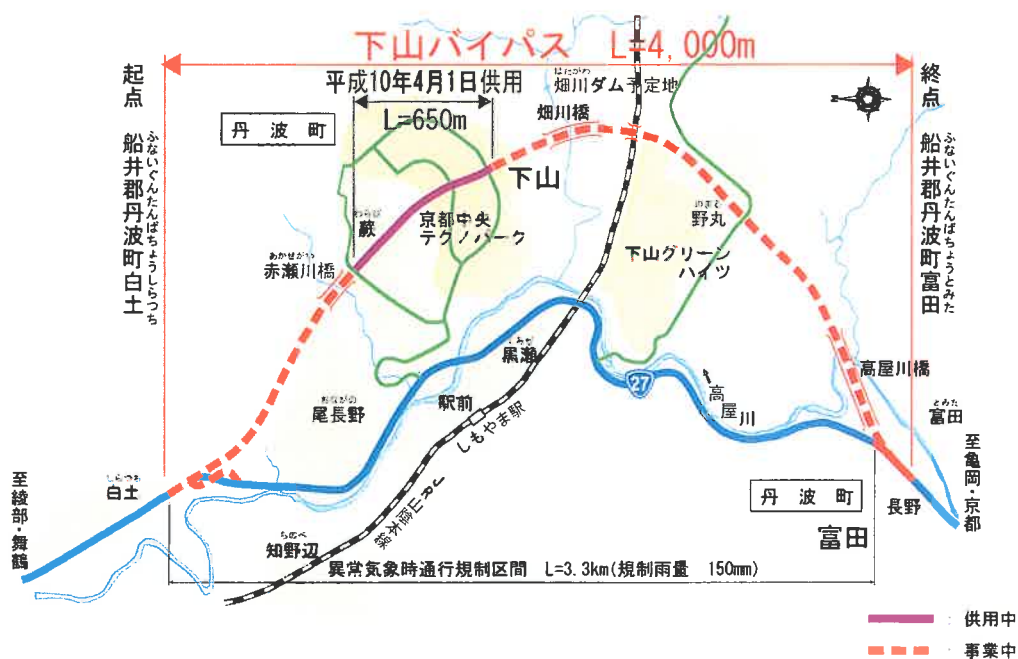 下山バイパス L=4,000m
起点
船井郡丹波町白土
ふないぐんたんばちょうしらつち
終点
船井郡丹波町富田
ふないぐんたんばちょうとみた
平成10年4月1日供用
L=650m
丹波町
はたがわ
畑川ダム予定地
畑川橋
下山
わらび
蕨
京都中央
テクノパーク
あかせがわ
赤瀬川橋
のまる
野丸
下山グリーン
ハイツ
黒瀬
27
高屋川
高屋川橋
おながの
尾長野
駅前
しもやま駅
JR山陰本線
とみた
富田
至亀岡・京都
しらつち
白土
至綾部・舞鶴
ちのべ
知野辺
丹波町
富田
長野
異常気象時通行規制区間 L=3.3km(規制雨量 150mm)
: 供用中
: 事業中